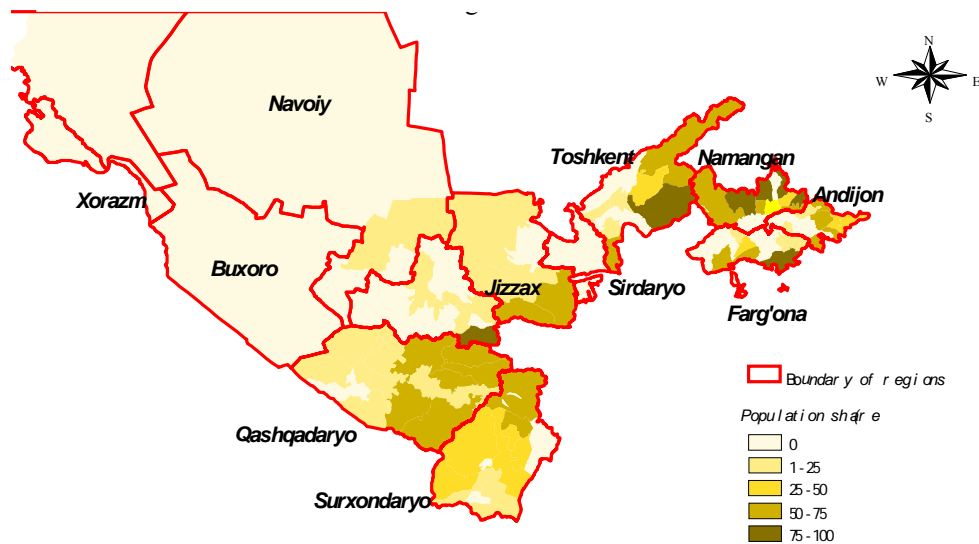 N
W E
S
Navoiy
Toshkent
Namangan
Xorazm
Andijon
Buxoro
Jizzax
Sirdaryo
Farg'ona
Qashqadaryo
Surxondaryo
Boundary of regions
Population share
0
1 - 25
25 - 50
50 - 75
75 - 100